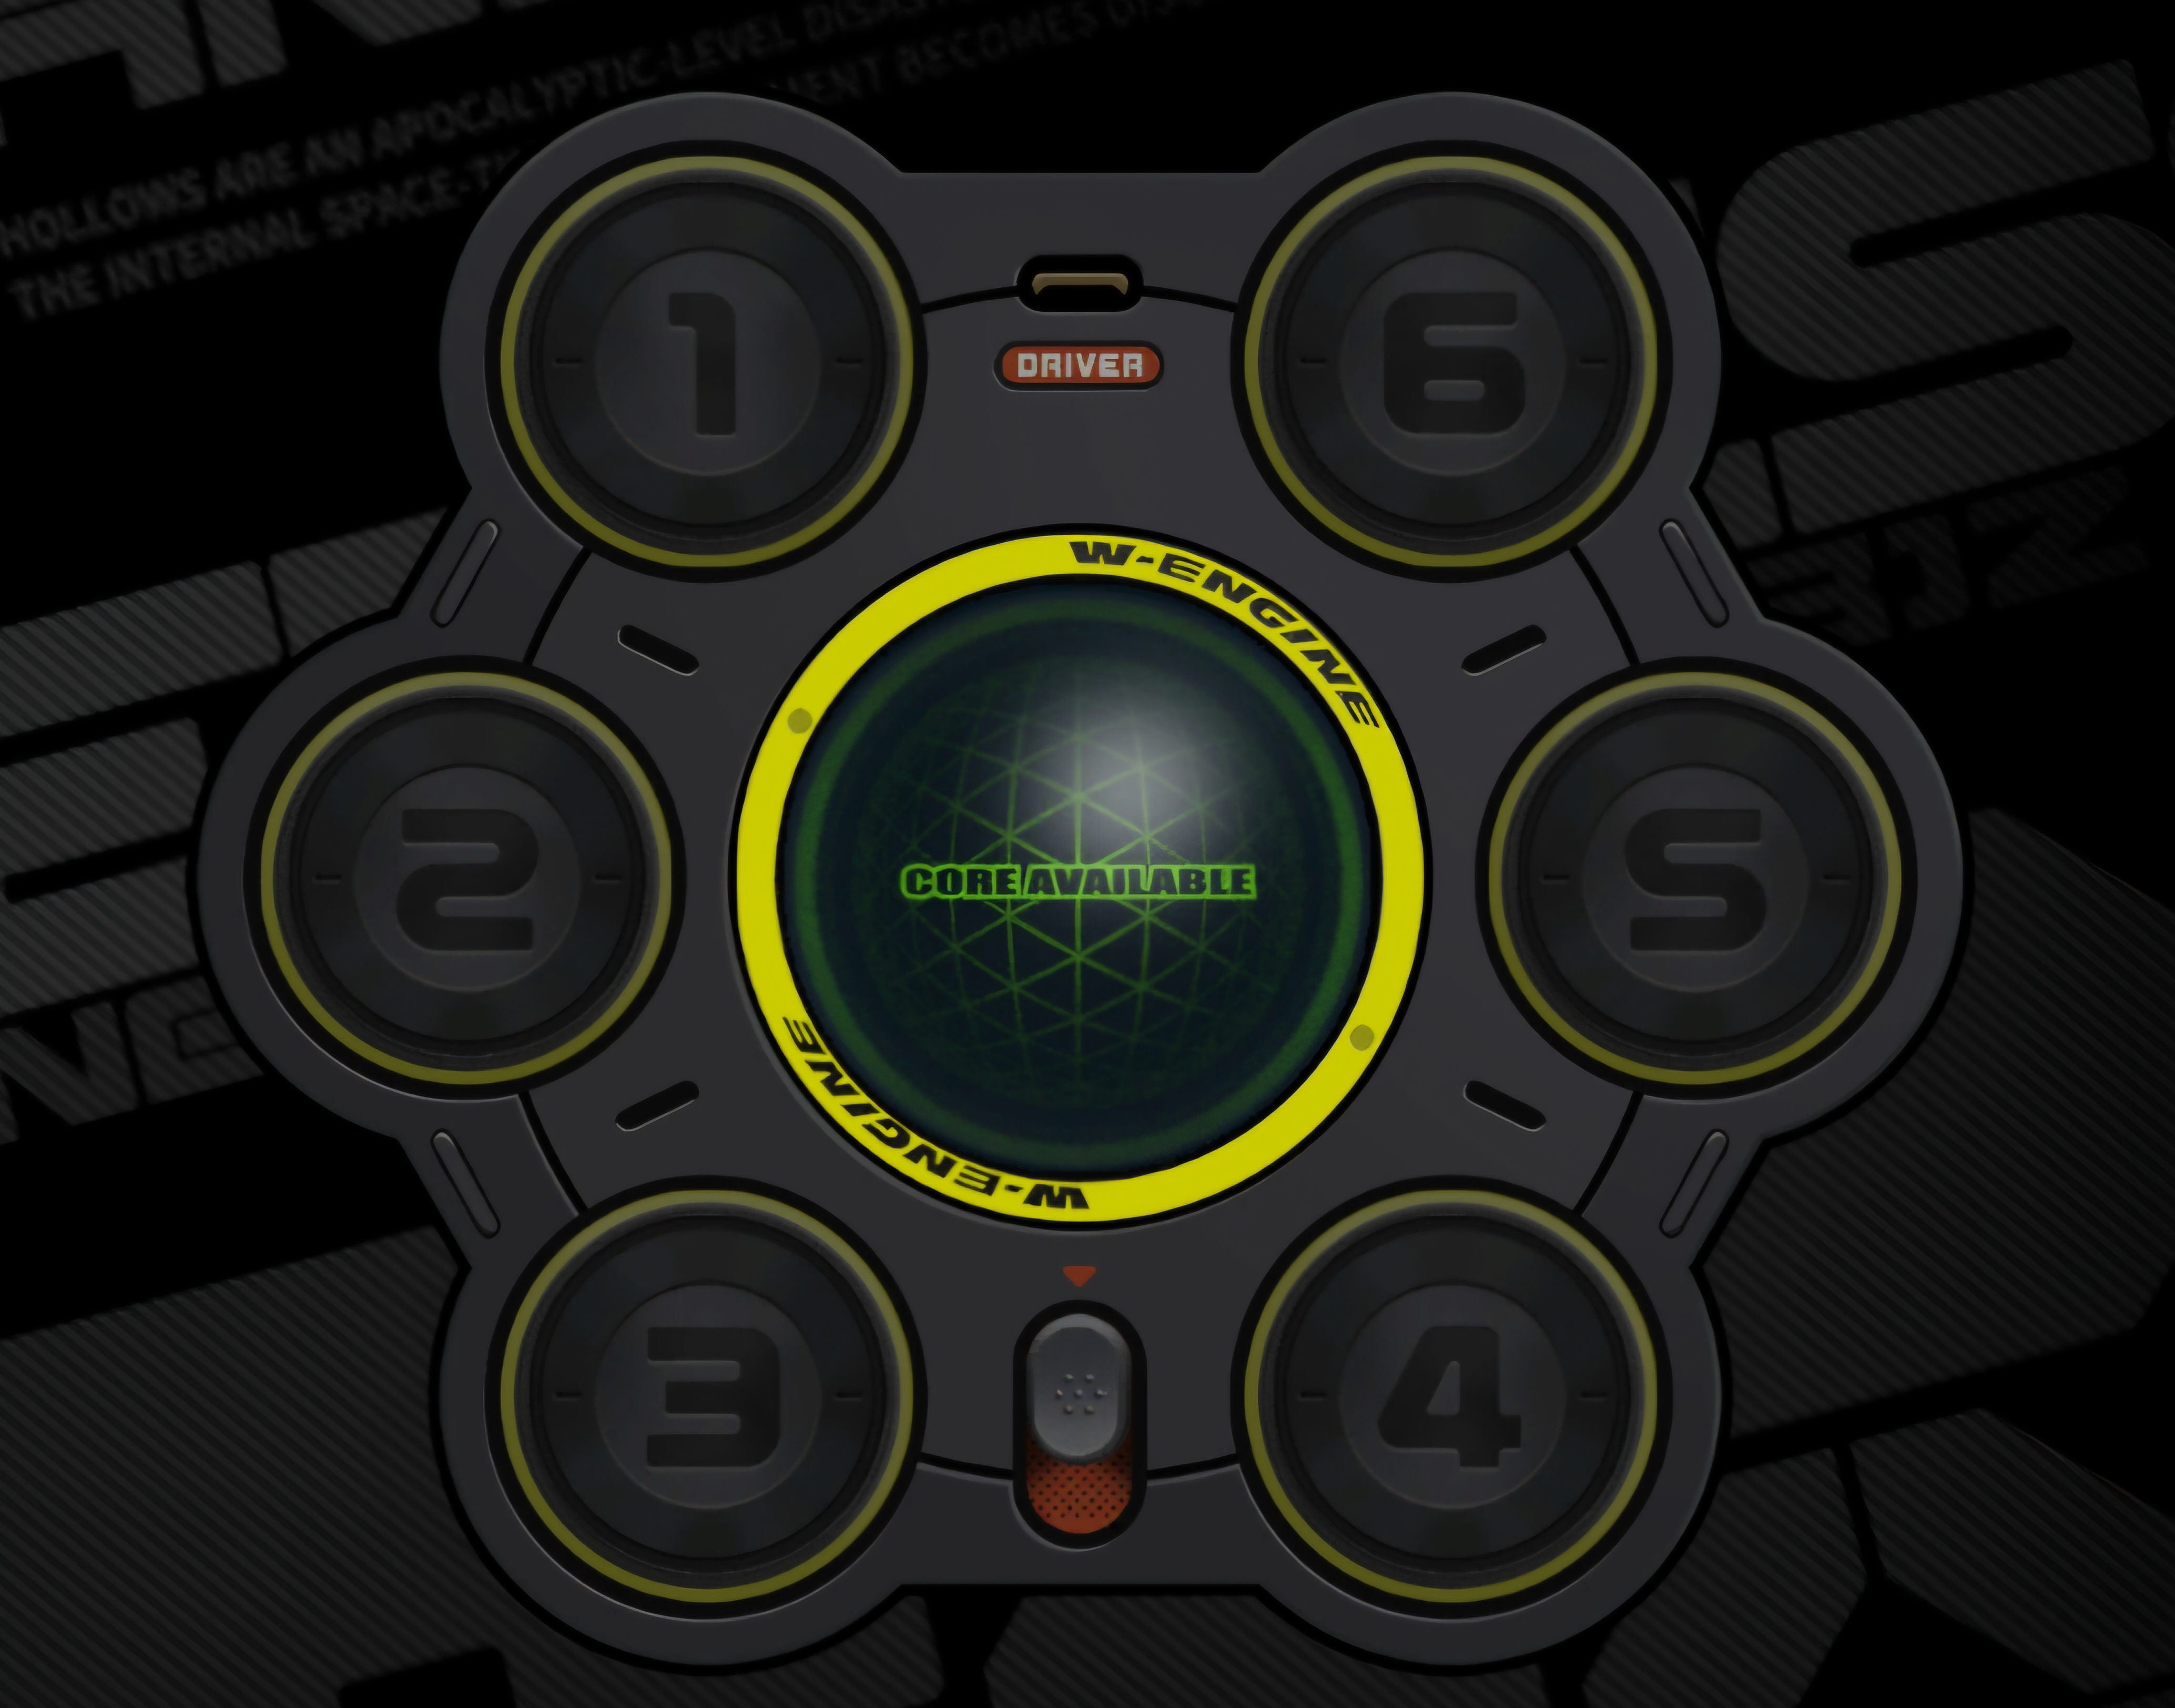 HOLLOWS ARE AN APOCALYPTIC-LEVEL
THE INTERNAL SPACE-
BECOMES
1
6
DRIVER
W-ENGINE
2
CORE AVAILABLE
5
W-ENGINE
3
4